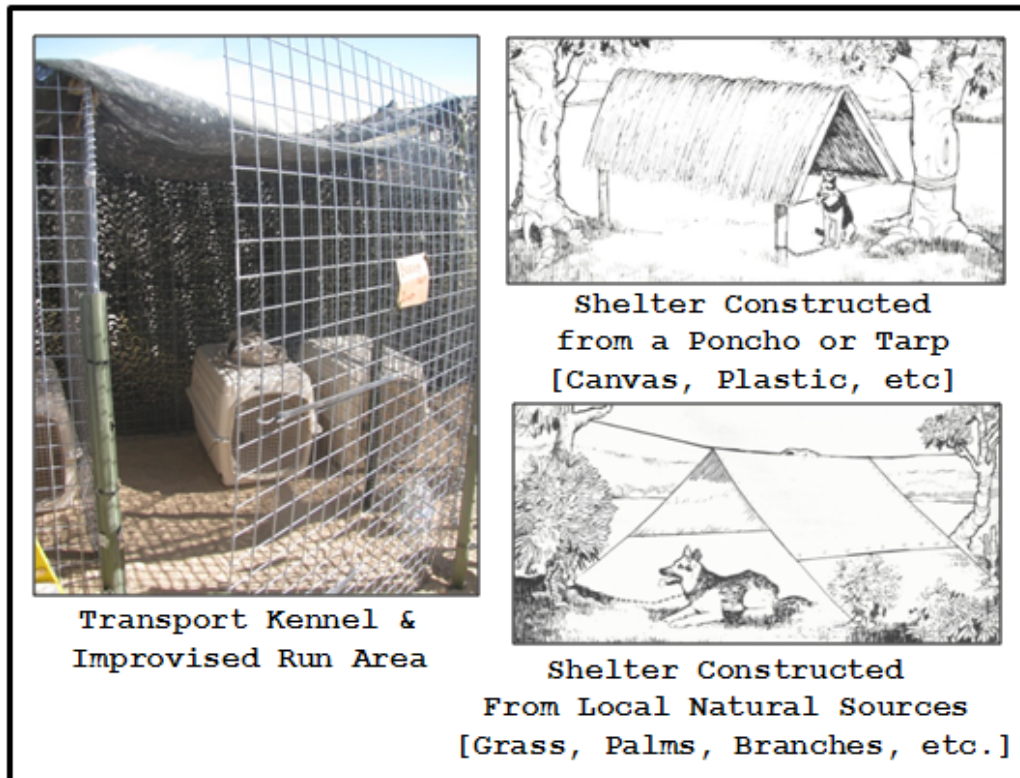 Transport Kennel &
Improvised Run Area
Shelter Constructed
from a Poncho or Tarp
[Canvas, Plastic, etc]
Shelter Constructed
From Local Natural Sources
[Grass, Palms, Branches, etc.]